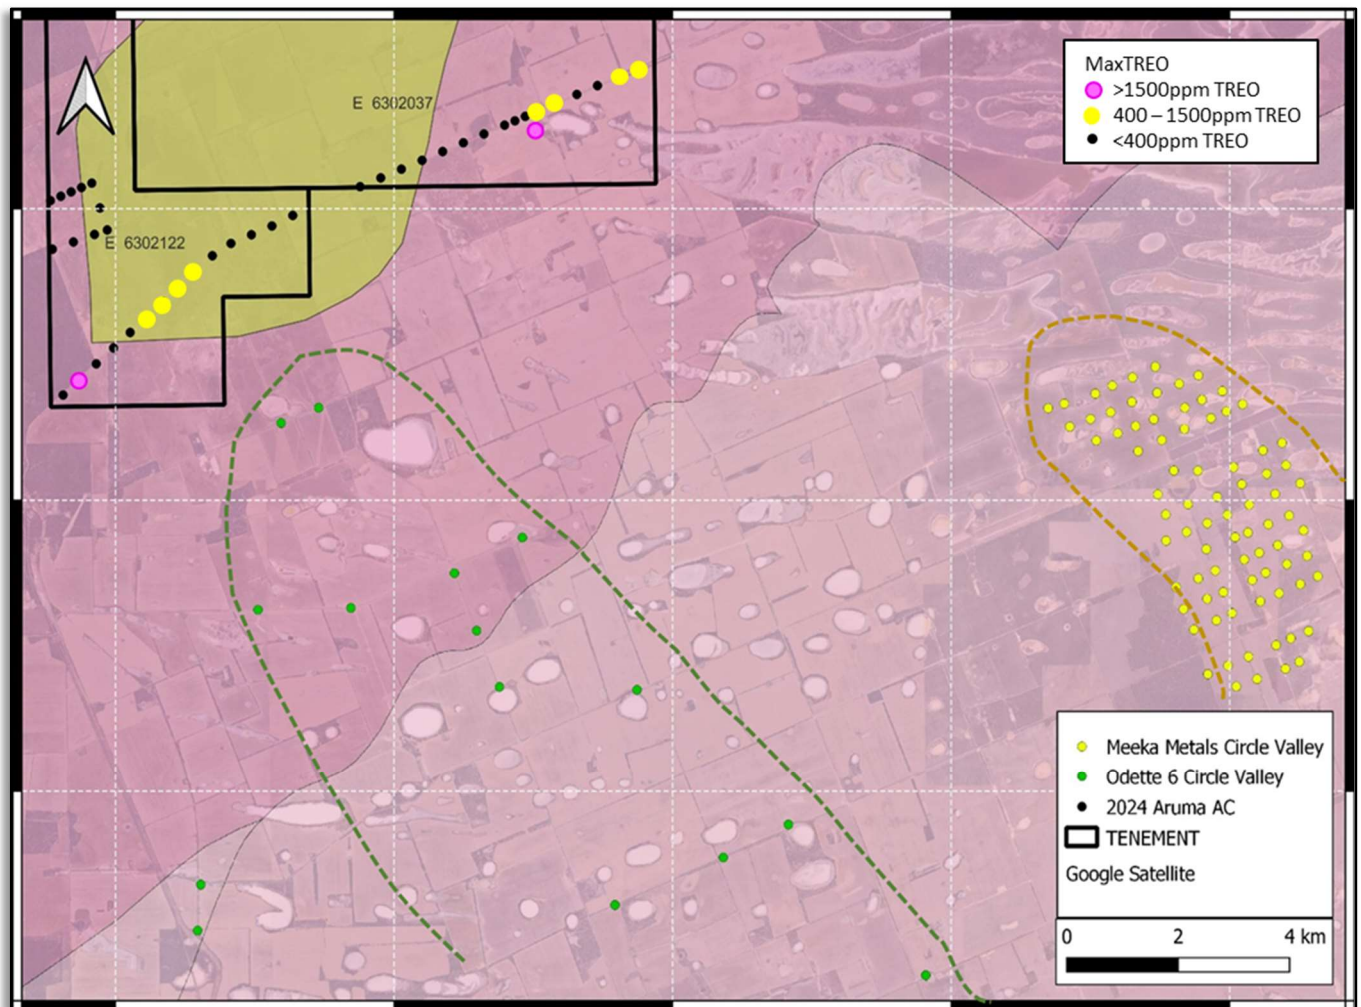 MaxTREO
>1500ppm TREO
400 – 1500ppm TREO
<400ppm TREO
E 6302037
E 6302122
Meeka Metals Circle Valley
Odette 6 Circle Valley
2024 Aruma AC
TENEMENT
Google Satellite
0 2 4 km